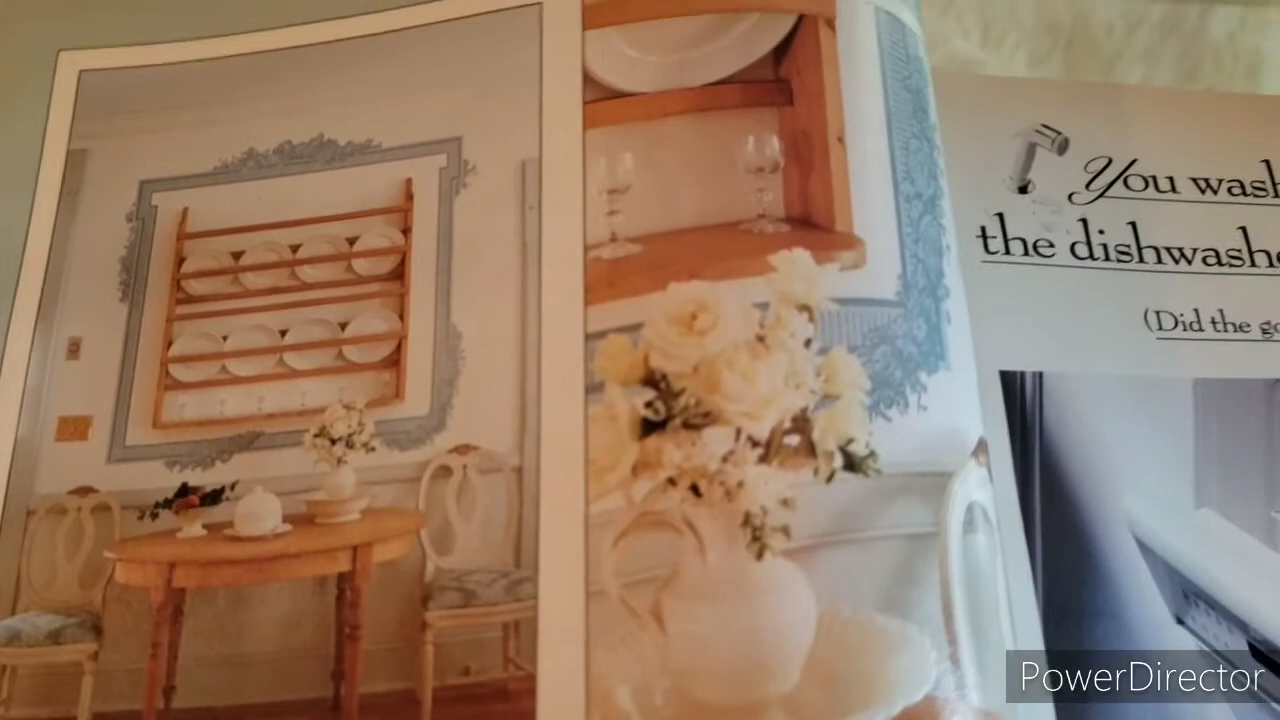 You wash
the dishwashe
(Did the go
PowerDirector